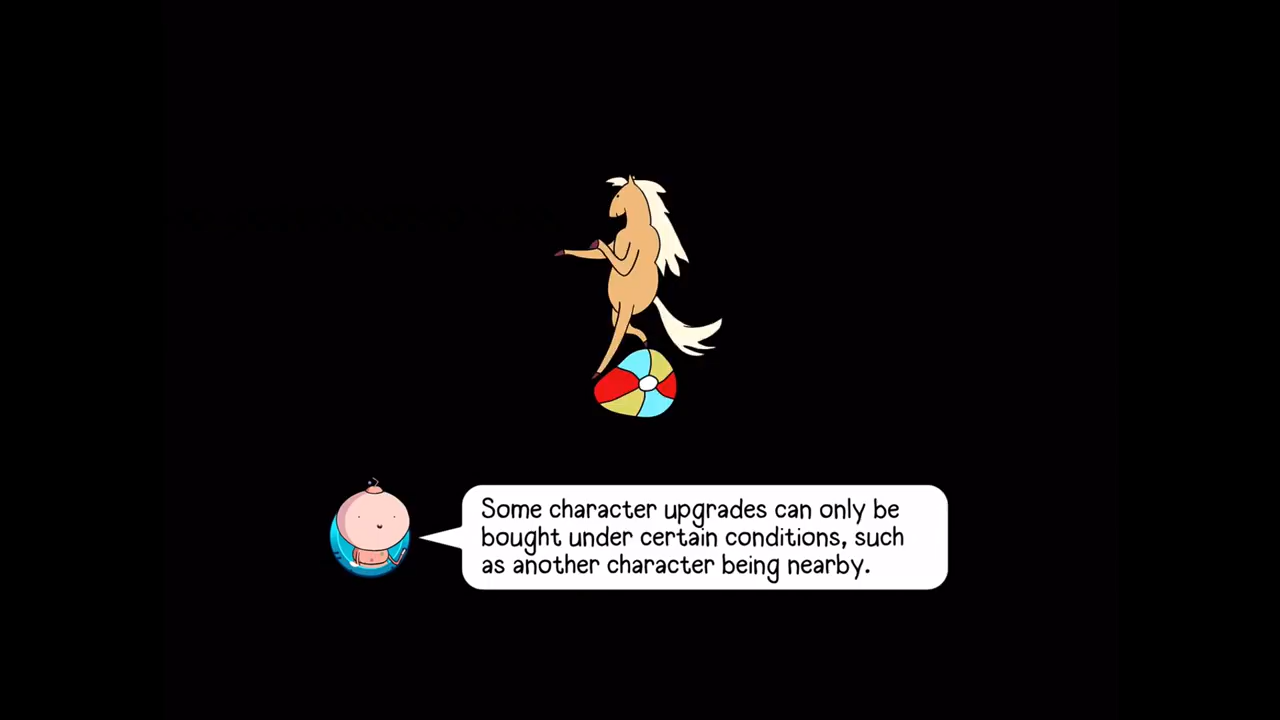 Some character upgrades can only be
bought under certain conditions, such
as another character being nearby.